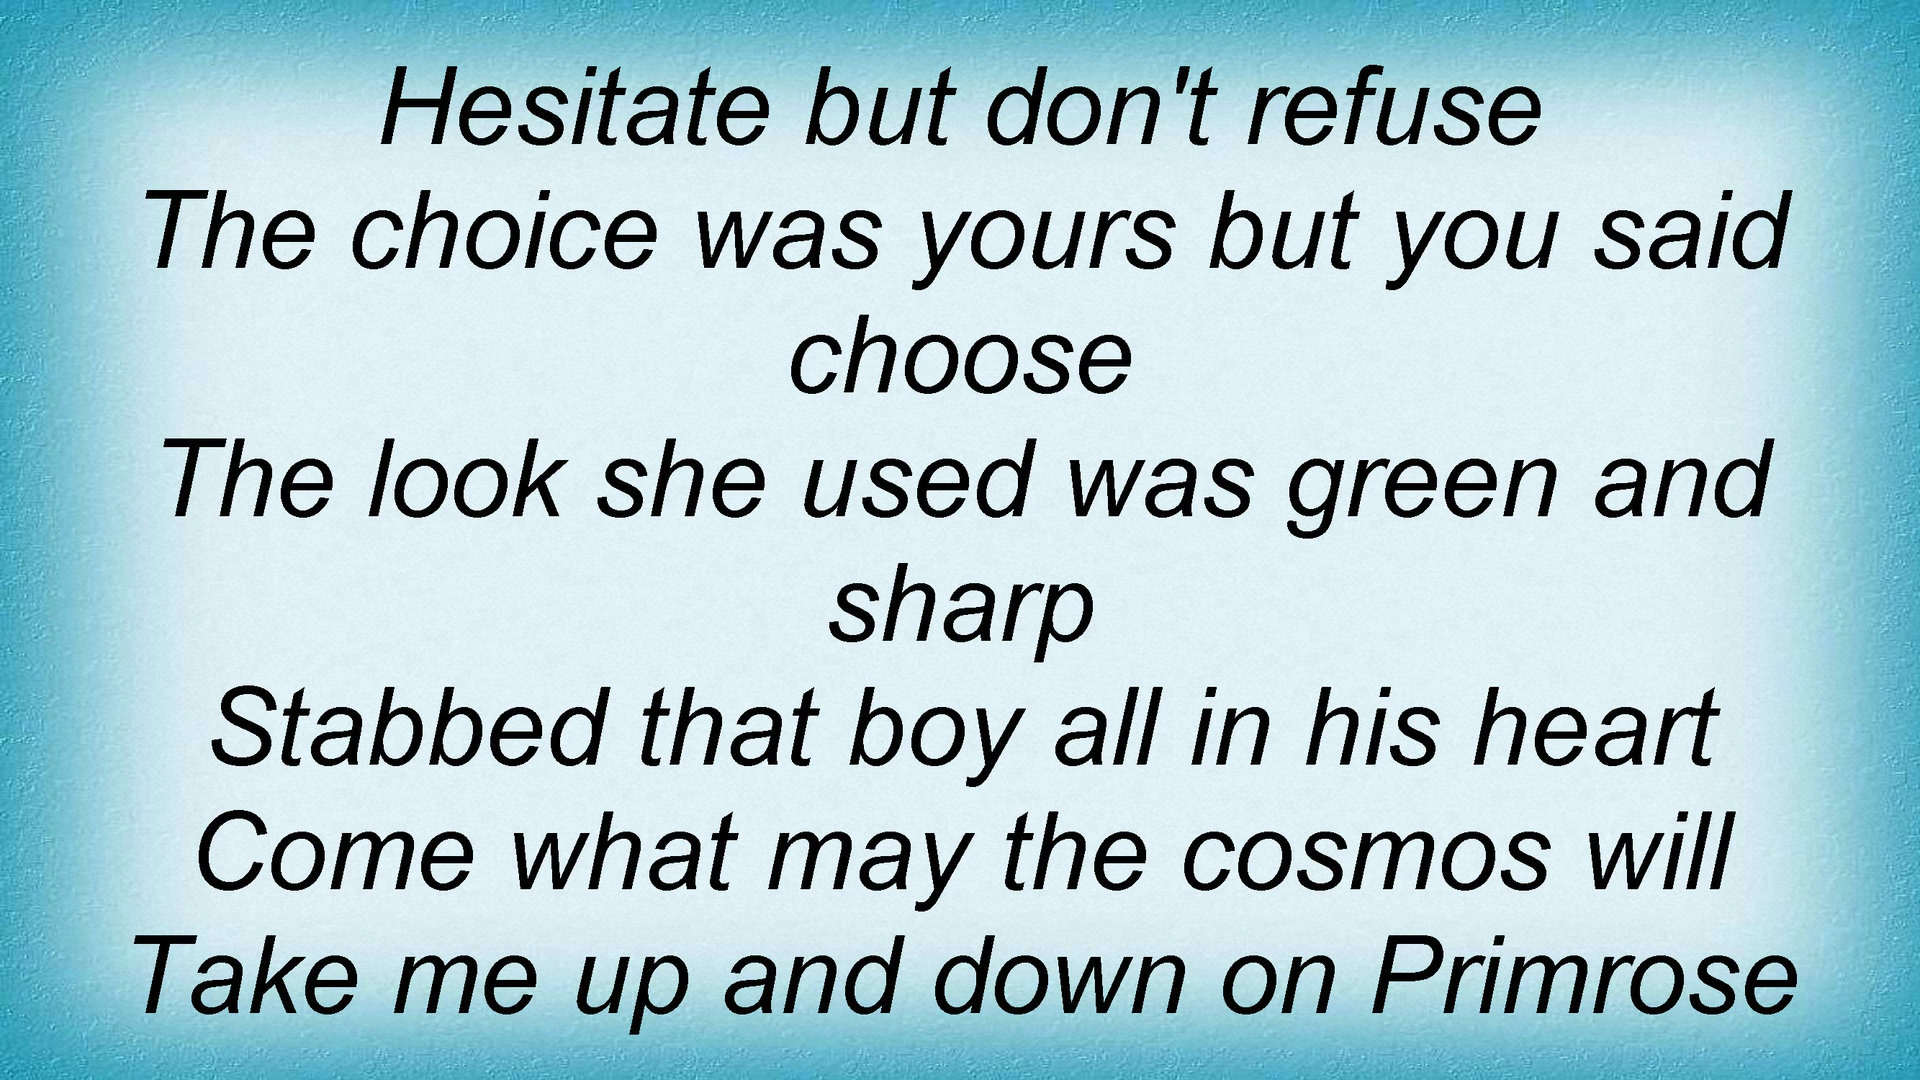 Hesitate but don't refuse
The choice was yours but you said
choose
The look she used was green and
sharp
Stabbed that boy all in his heart
Come what may the cosmos will
Take me up and down on Primrose